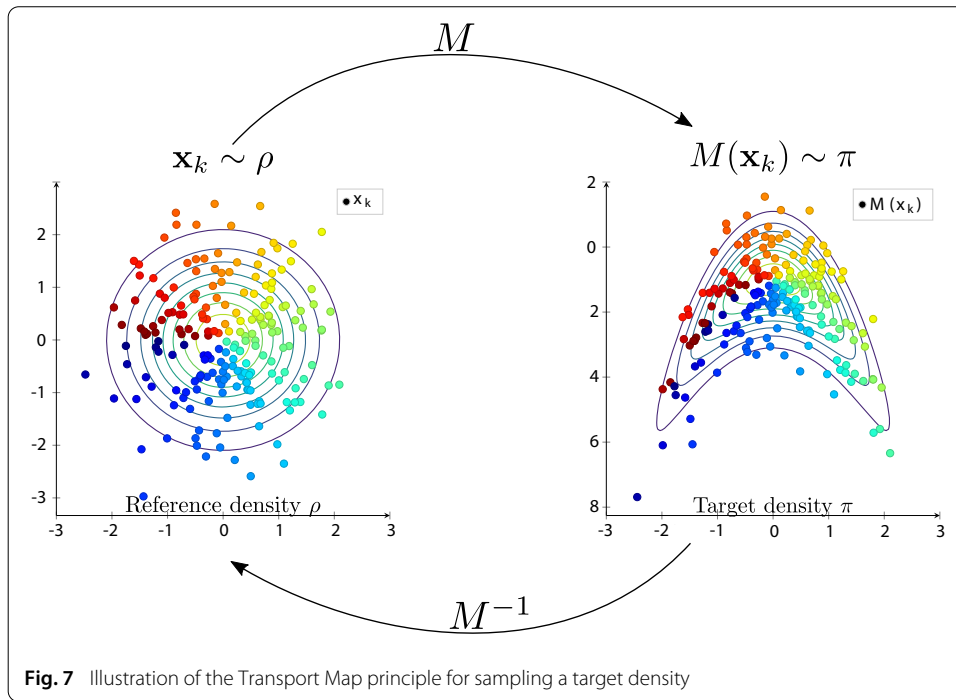 M
x_k ∼ ρ
M(x_k) ∼ π
x_k
2
1
0
-1
-2
-3
-3 -2 -1 0 1 2 3
Reference density ρ
M (x_k)
2
0
2
4
6
8
-3 -2 -1 0 1 2 3
Target density π
M^{-1}
Fig. 7 Illustration of the Transport Map principle for sampling a target density